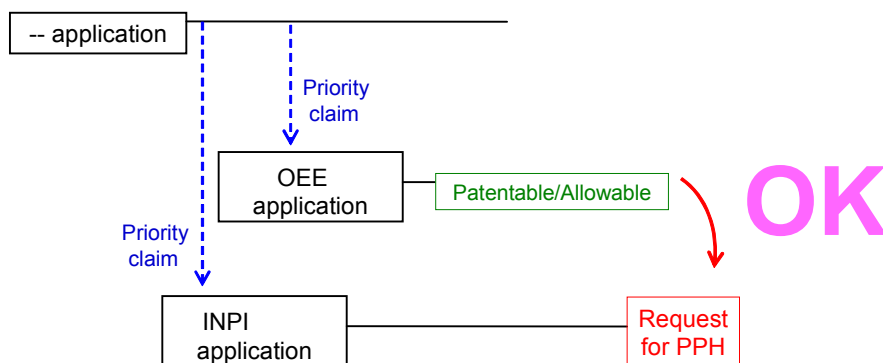 -- application
Priority
claim
OEE
application
Patentable/Allowable
OK
Priority
claim
INPI
application
Request
for PPH